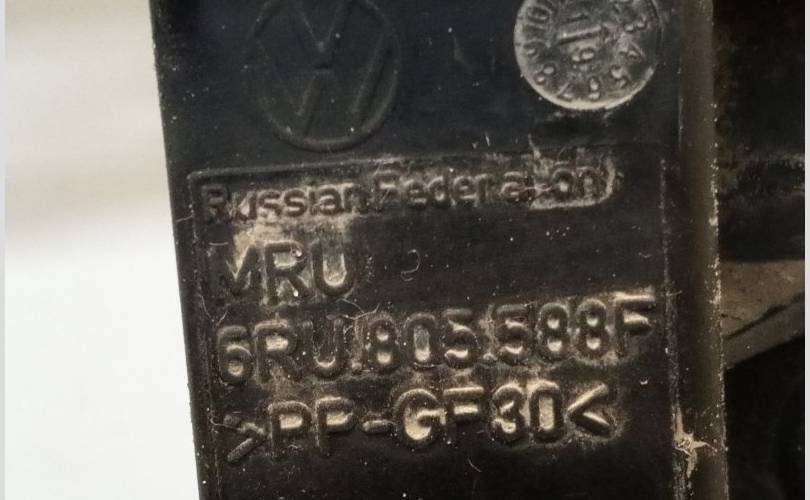 Russian Federation
MRU
6RU.805.588F
>PP-GF30<